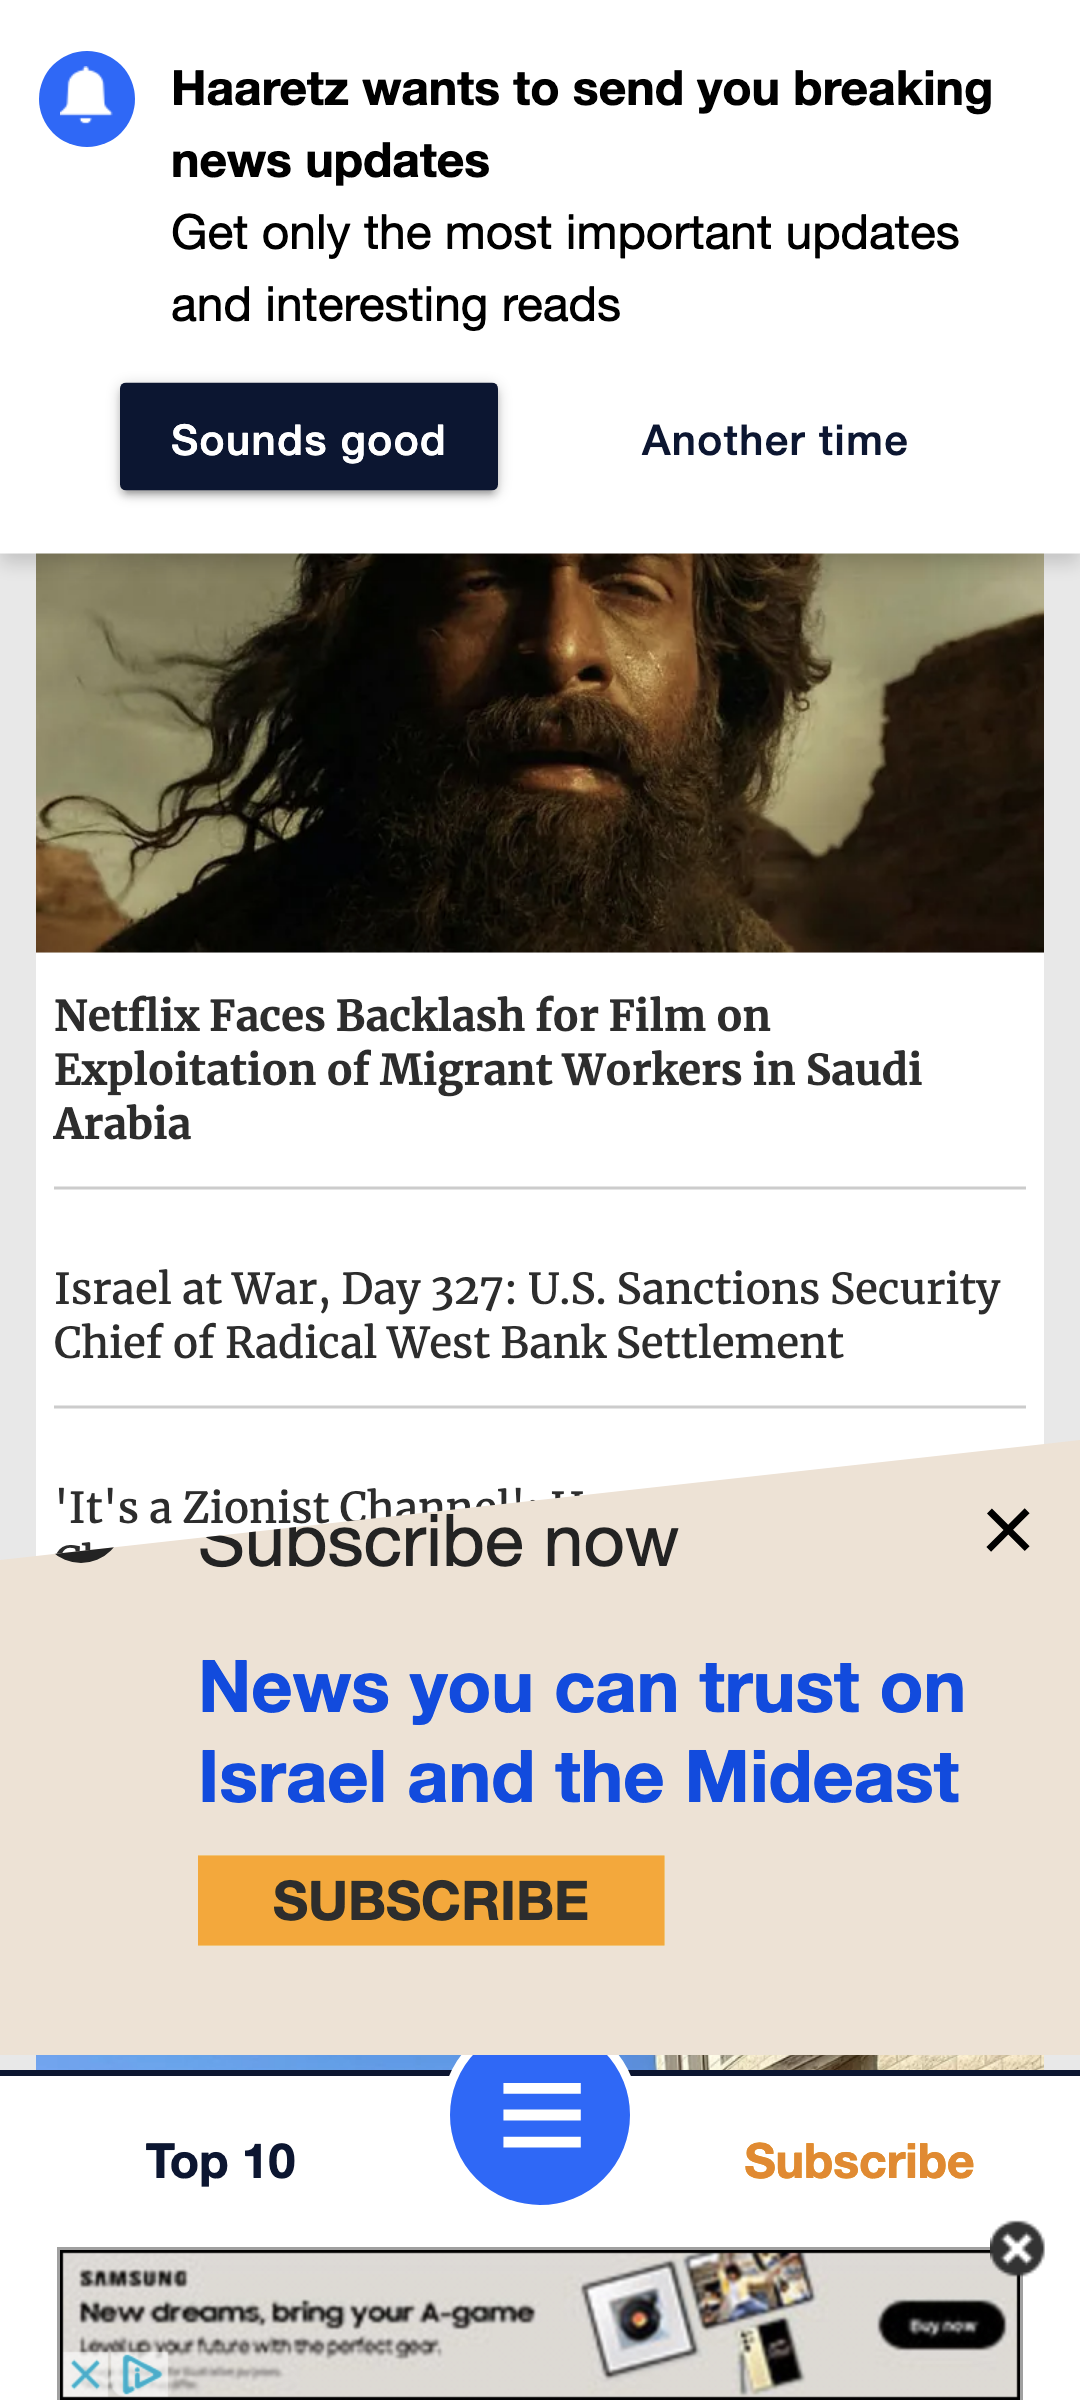 Haaretz wants to send you breaking
news updates
Get only the most important updates
and interesting reads
Sounds good
Another time
Netflix Faces Backlash for Film on
Exploitation of Migrant Workers in Saudi
Arabia
Israel at War, Day 327: U.S. Sanctions Security
Chief of Radical West Bank Settlement
'It's a Zionist Channel':
Subscribe now
News you can trust on
Israel and the Mideast
SUBSCRIBE
Top 10
Subscribe
SAMSUNG
New dreams, bring your A-game
Level up your future with the perfect gear.
for illustrative purposes.
Buy now